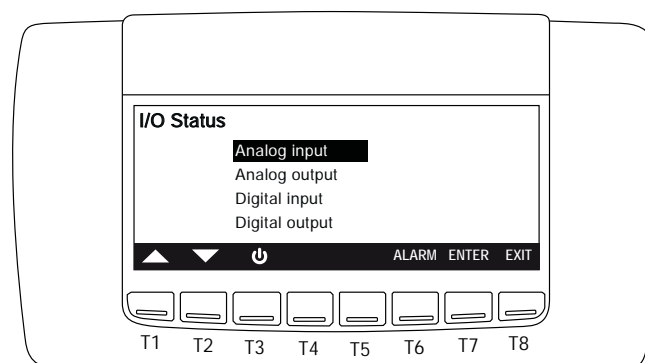 I/O Status
Analog input
Analog output
Digital input
Digital output
ALARM ENTER EXIT
T1 T2 T3 T4 T5 T6 T7 T8